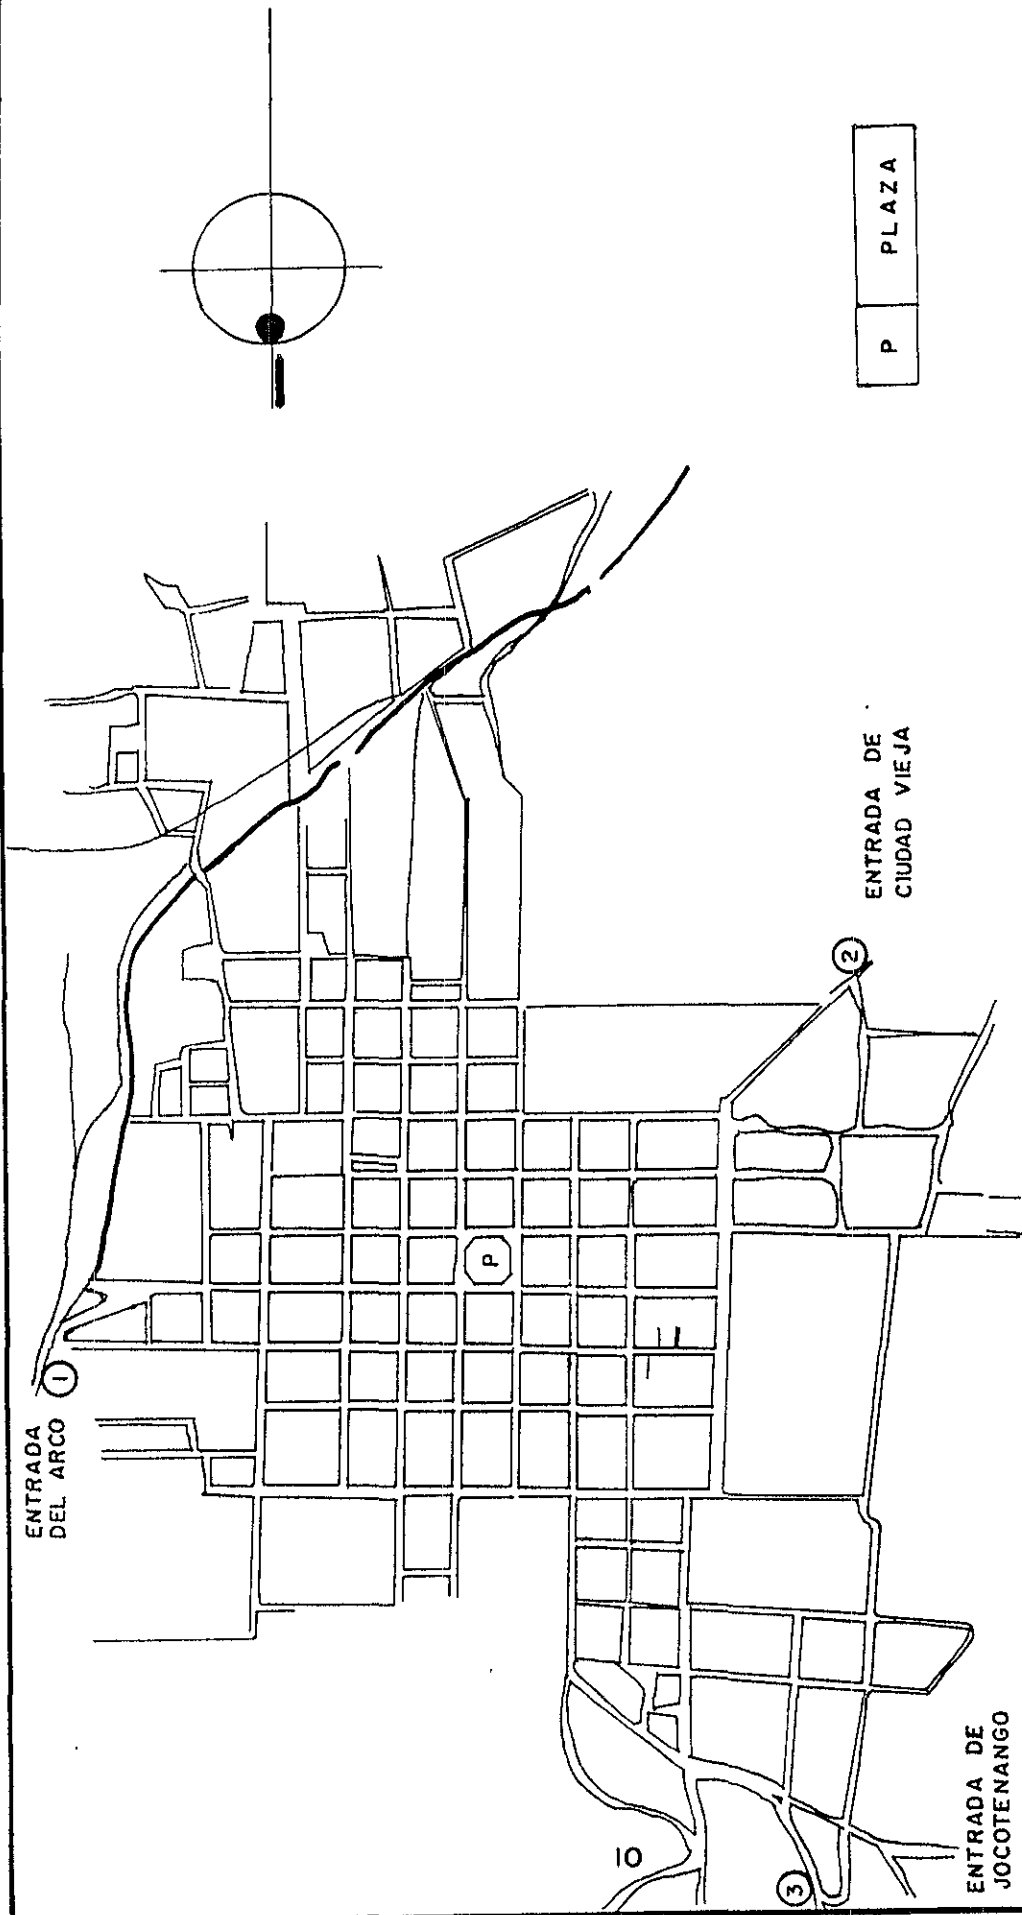 ENTRADA
DEL ARCO
1
P
PLAZA
P
ENTRADA DE
CIUDAD VIEJA
2
10
3
ENTRADA DE
JOCOTENANGO